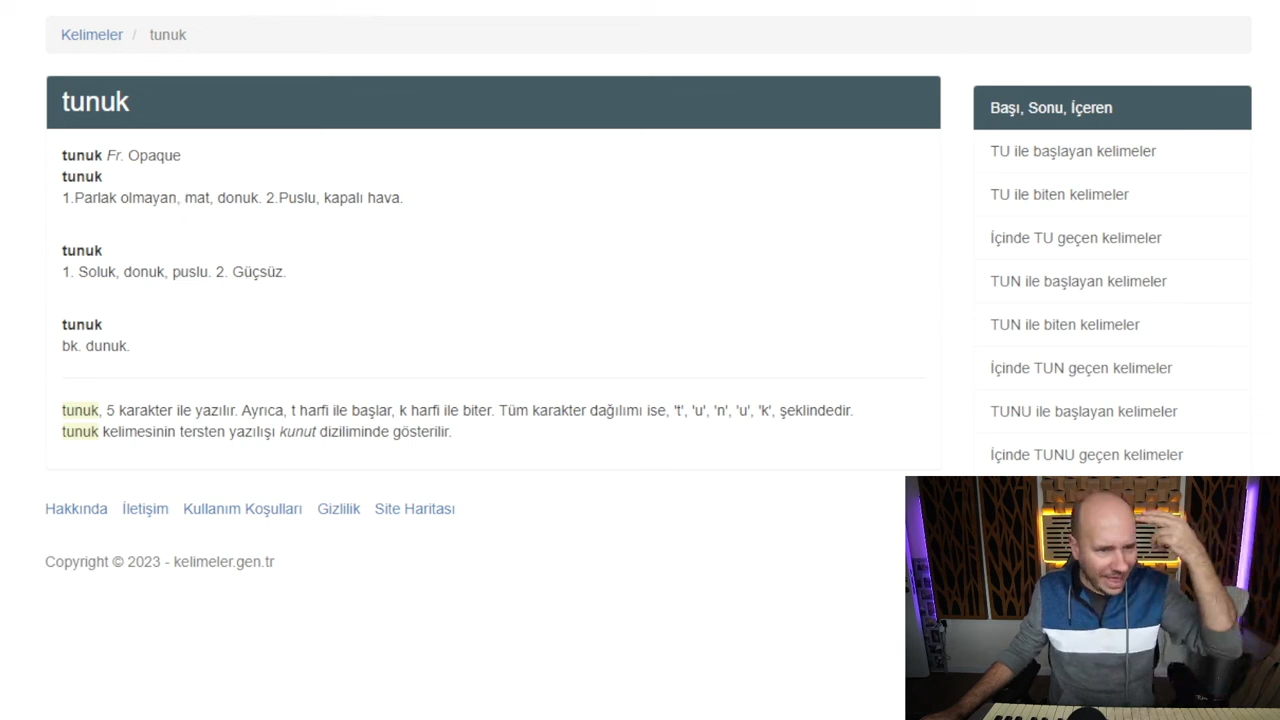 Kelimeler / tunuk
tunuk
tunuk Fr. Opaque
tunuk
1.Parlak olmayan, mat, donuk. 2.Puslu, kapalı hava.
tunuk
1. Soluk, donuk, puslu. 2. Güçsüz.
tunuk
bk. dunuk.
tunuk, 5 karakter ile yazılır. Ayrıca, t harfi ile başlar, k harfi ile biter. Tüm karakter dağılımı ise, 't', 'u', 'n', 'u', 'k', şeklindedir.
tunuk kelimesinin tersten yazılışı kunut diziliminde gösterilir.
Başı, Sonu, İçeren
TU ile başlayan kelimeler
TU ile biten kelimeler
İçinde TU geçen kelimeler
TUN ile başlayan kelimeler
TUN ile biten kelimeler
İçinde TUN geçen kelimeler
TUNU ile başlayan kelimeler
İçinde TUNU geçen kelimeler
Hakkında İletişim Kullanım Koşulları Gizlilik Site Haritası
Copyright © 2023 - kelimeler.gen.tr